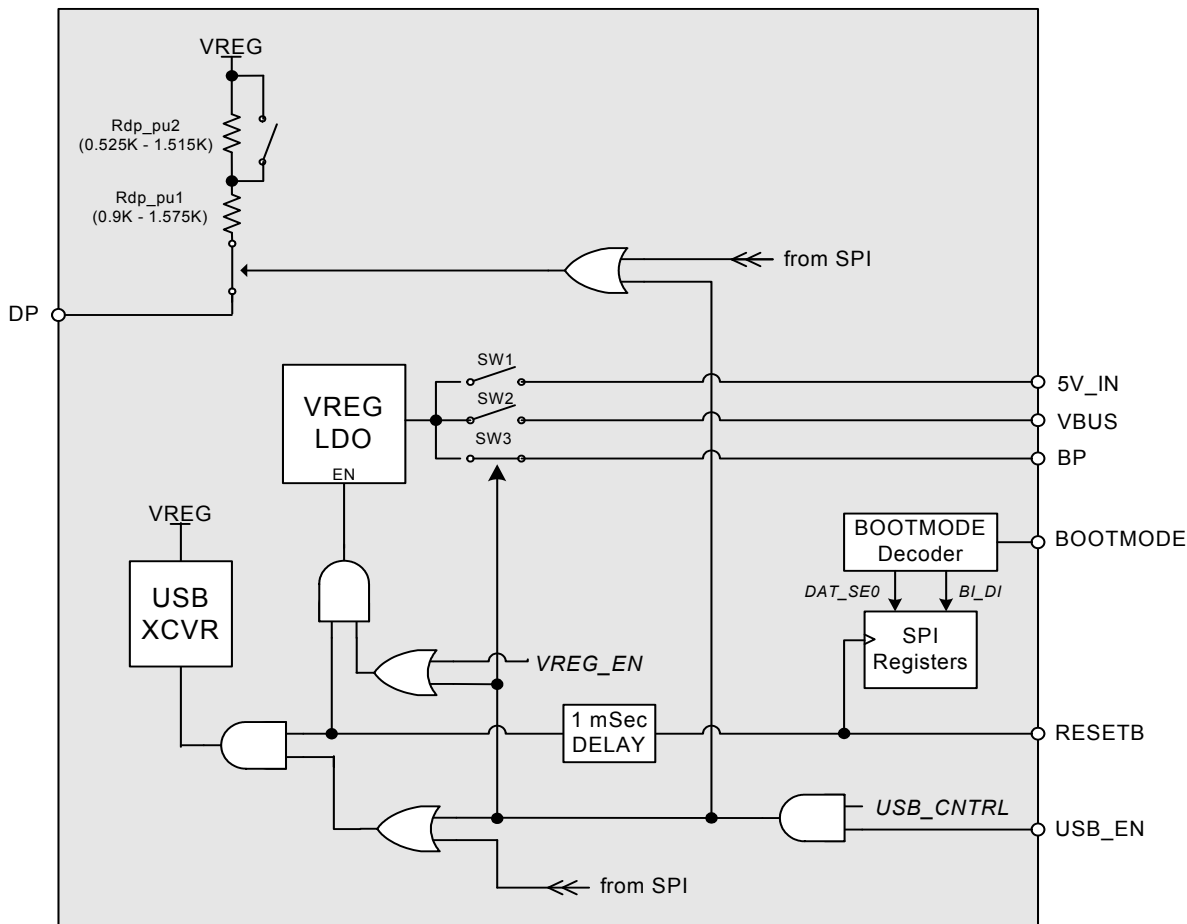 VREG
Rdp_pu2
(0.525K - 1.515K)
Rdp_pu1
(0.9K - 1.575K)
from SPI
DP
SW1
5V_IN
VREG
LDO
SW2
VBUS
SW3
BP
EN
VREG
BOOTMODE
Decoder
BOOTMODE
DAT_SE0
BI_DI
USB
XCVR
SPI
Registers
VREG_EN
1 mSec
DELAY
RESETB
USB_CNTRL
USB_EN
from SPI